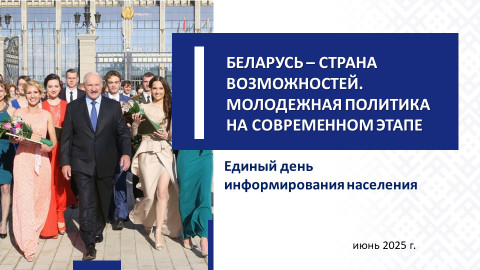 БЕЛАРУСЬ – СТРАНА
ВОЗМОЖНОСТЕЙ.
МОЛОДЕЖНАЯ ПОЛИТИКА
НА СОВРЕМЕННОМ ЭТАПЕ
Единый день
информирования населения
июнь 2025 г.